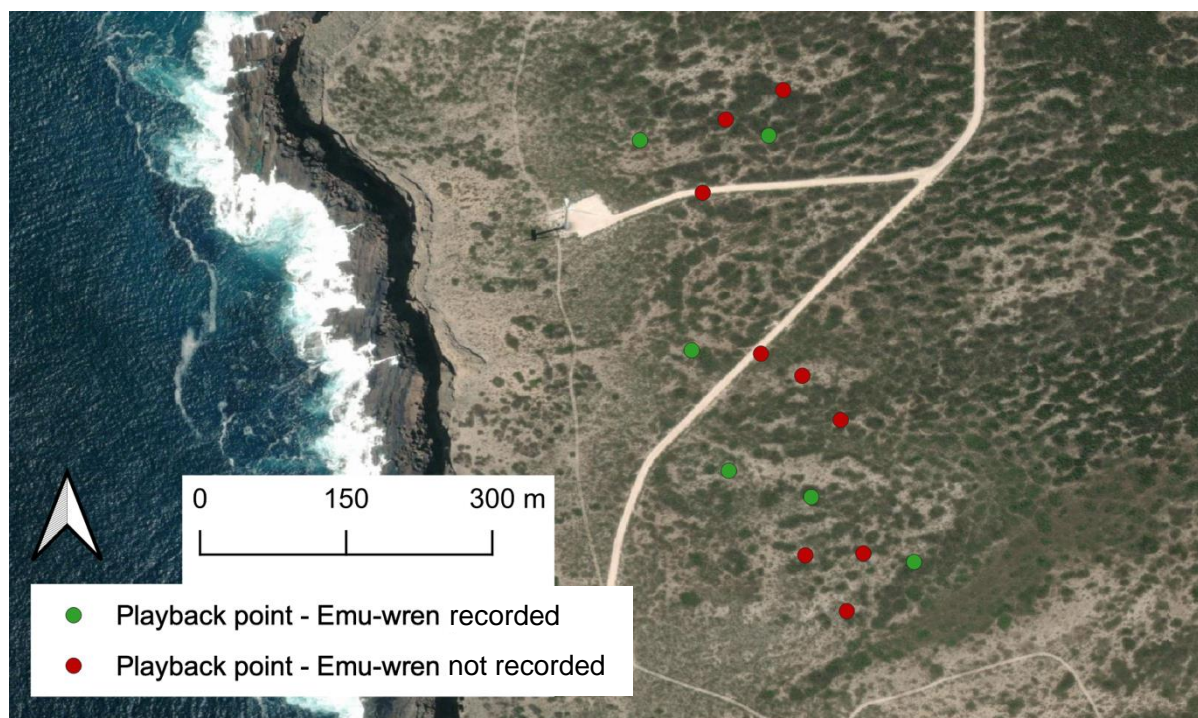 0 150 300 m
Playback point - Emu-wren recorded
Playback point - Emu-wren not recorded